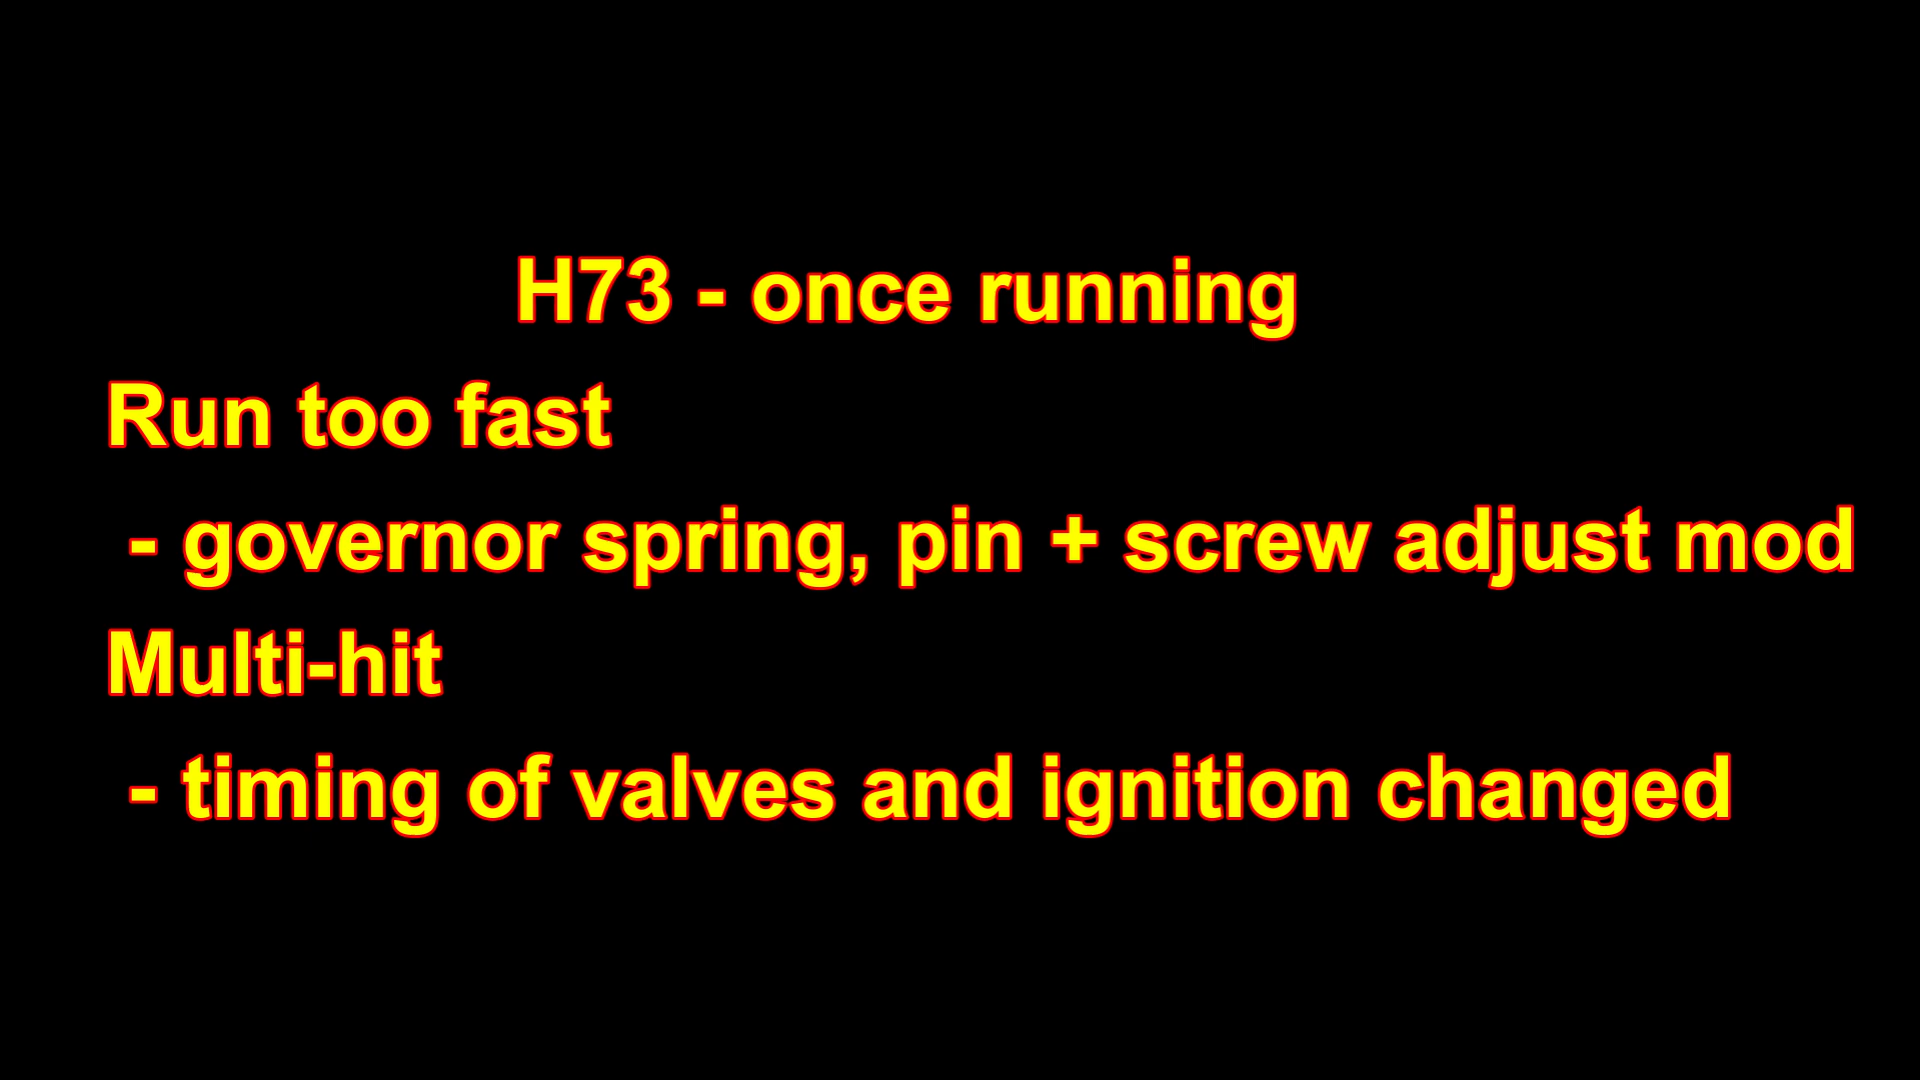 H73 - once running
Run too fast
- governor spring, pin + screw adjust mod
Multi-hit
- timing of valves and ignition changed